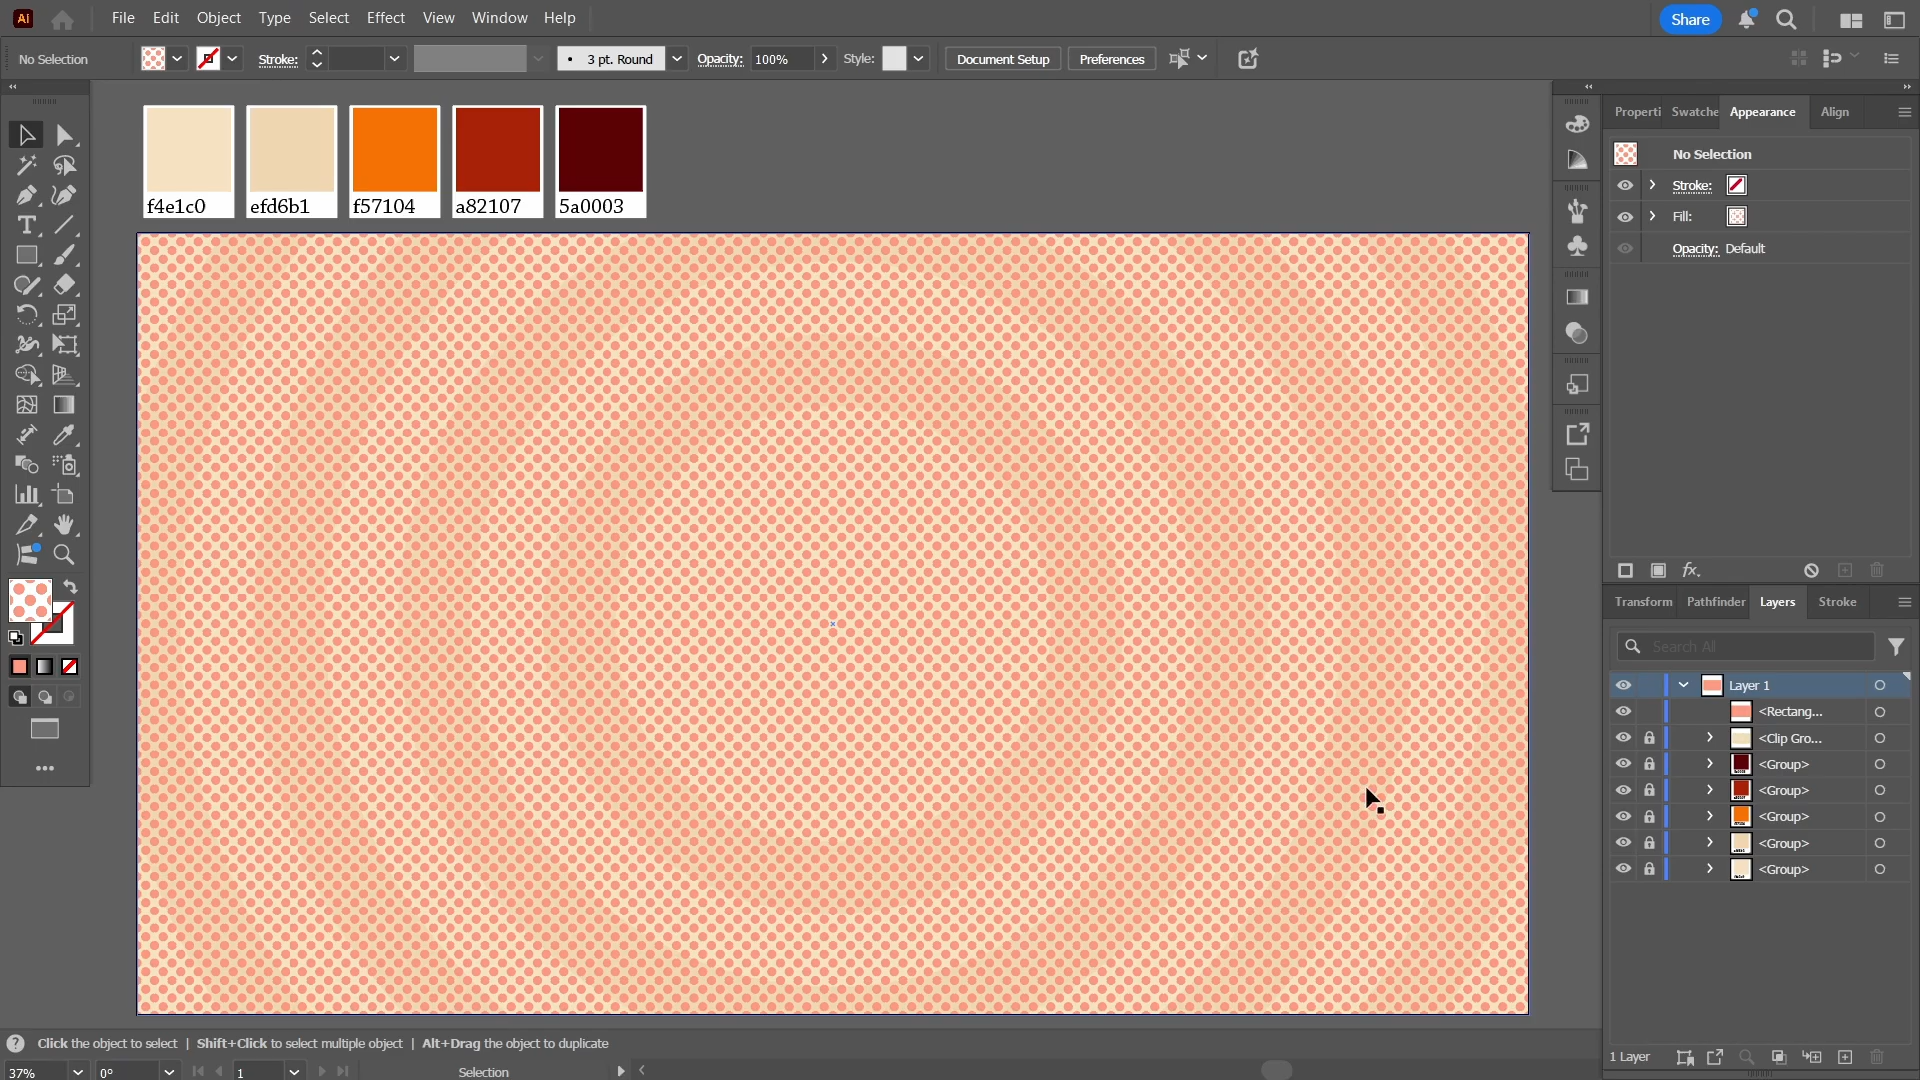 Ai File Edit Object Type Select Effect View Window Help Share
No Selection Stroke: 3 pt. Round Opacity: 100% Style: Document Setup Preferences
f4e1c0 efd6b1 f57104 a82107 5a0003
Properti Swatche Appearance Align
No Selection
Stroke:
Fill:
Opacity: Default
fx
Transform Pathfinder Layers Stroke
Search All
Layer 1
<Rectang...
<Clip Gro...
<Group>
<Group>
<Group>
<Group>
<Group>
1 Layer
Click the object to select | Shift+Click to select multiple object | Alt+Drag the object to duplicate
37% 0° 1 Selection